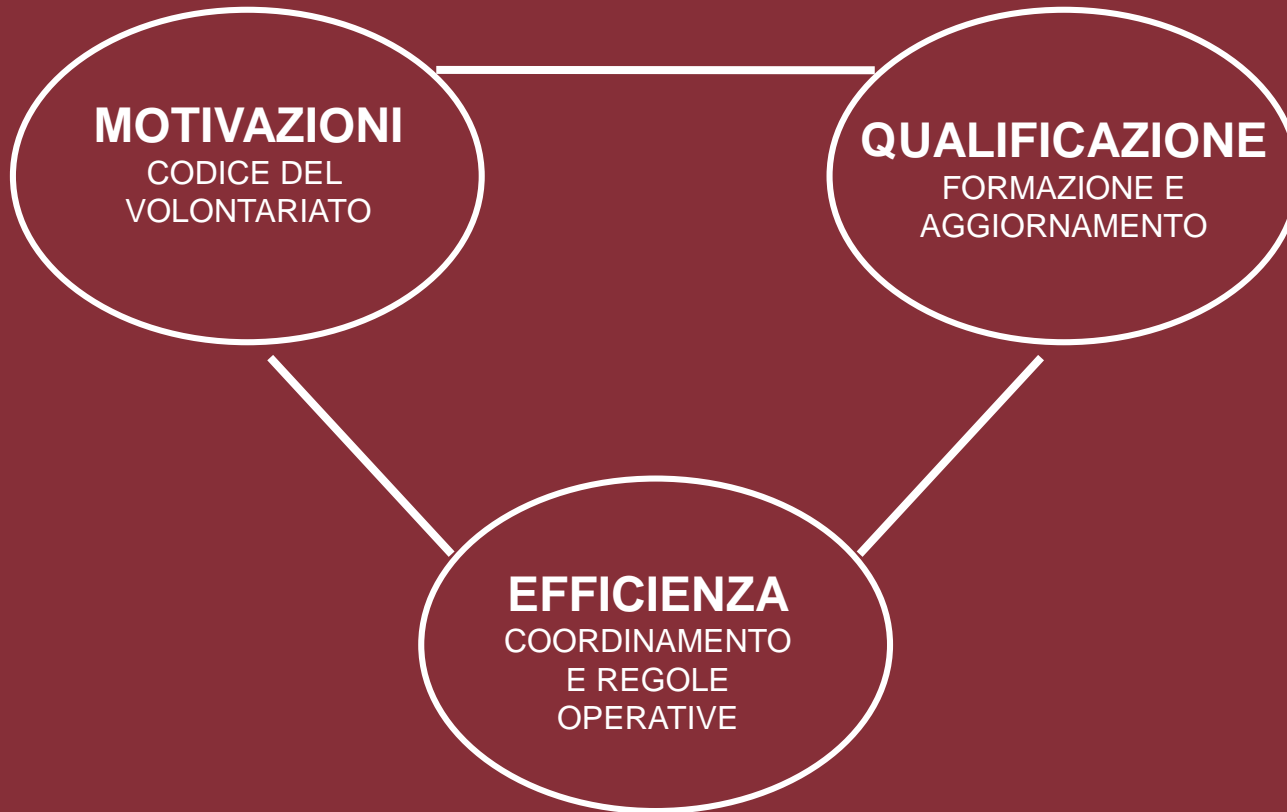 MOTIVAZIONI
CODICE DEL
VOLONTARIATO
QUALIFICAZIONE
FORMAZIONE E
AGGIORNAMENTO
EFFICIENZA
COORDINAMENTO
E REGOLE
OPERATIVE